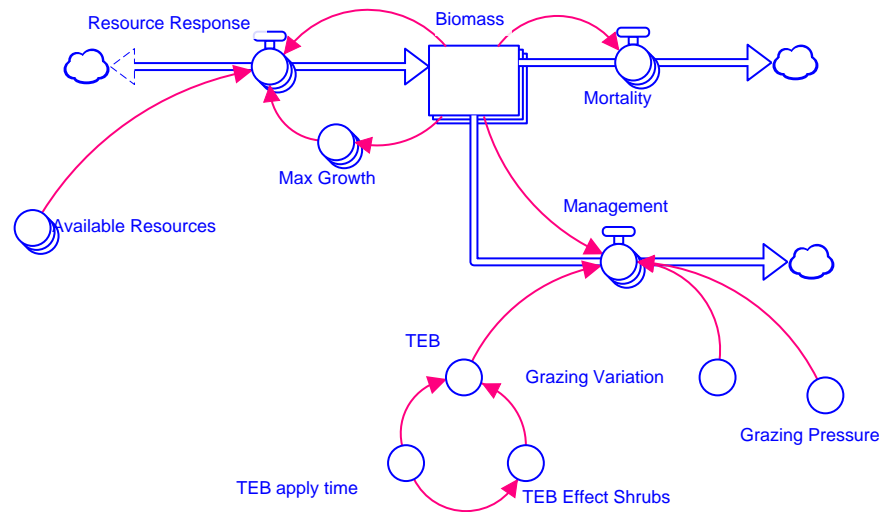 Resource Response
Biomass
Mortality
Max Growth
Available Resources
Management
TEB
Grazing Variation
Grazing Pressure
TEB apply time
TEB Effect Shrubs